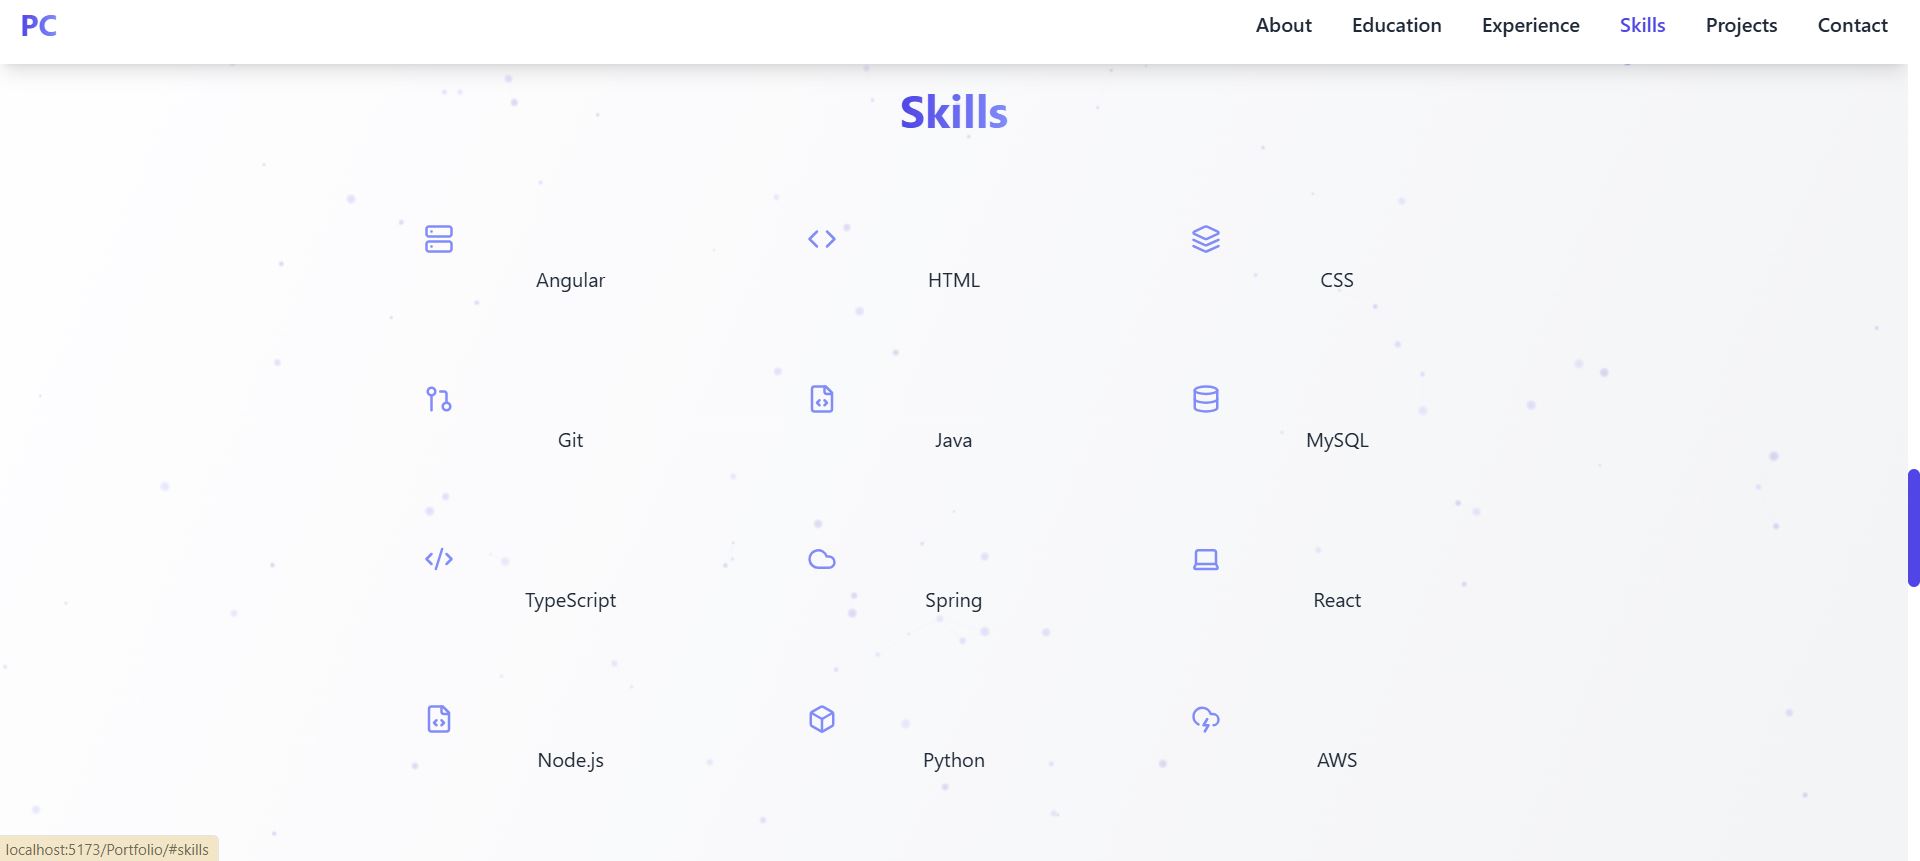 PC
About Education Experience Skills Projects Contact
Skills
Angular HTML CSS
Git Java MySQL
TypeScript Spring React
Node.js Python AWS
localhost:5173/Portfolio/#skills